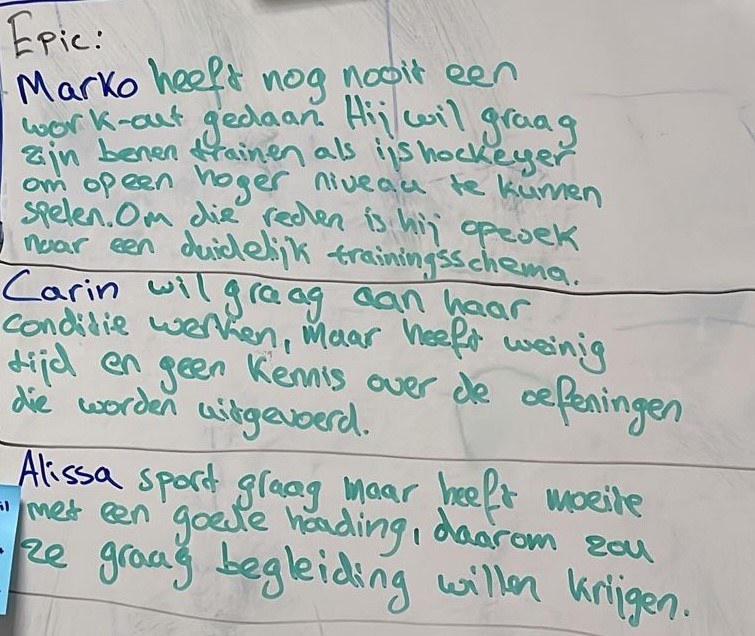 Epic:
Marko heeft nog nooit een
work-out gedaan. Hij wil graag
zijn benen trainen als ijshockeyer
om op een hoger niveau te kunnen
spelen. Om die reden is hij opzoek
naar een duidelijk trainingsschema.
Carin wil graag aan haar
conditie werken, maar heeft weinig
tijd en geen kennis over de oefeningen
die worden uitgevoerd.
Alissa sport graag maar heeft moeite
met een goede houding, daarom zou
ze graag begeleiding willen krijgen.